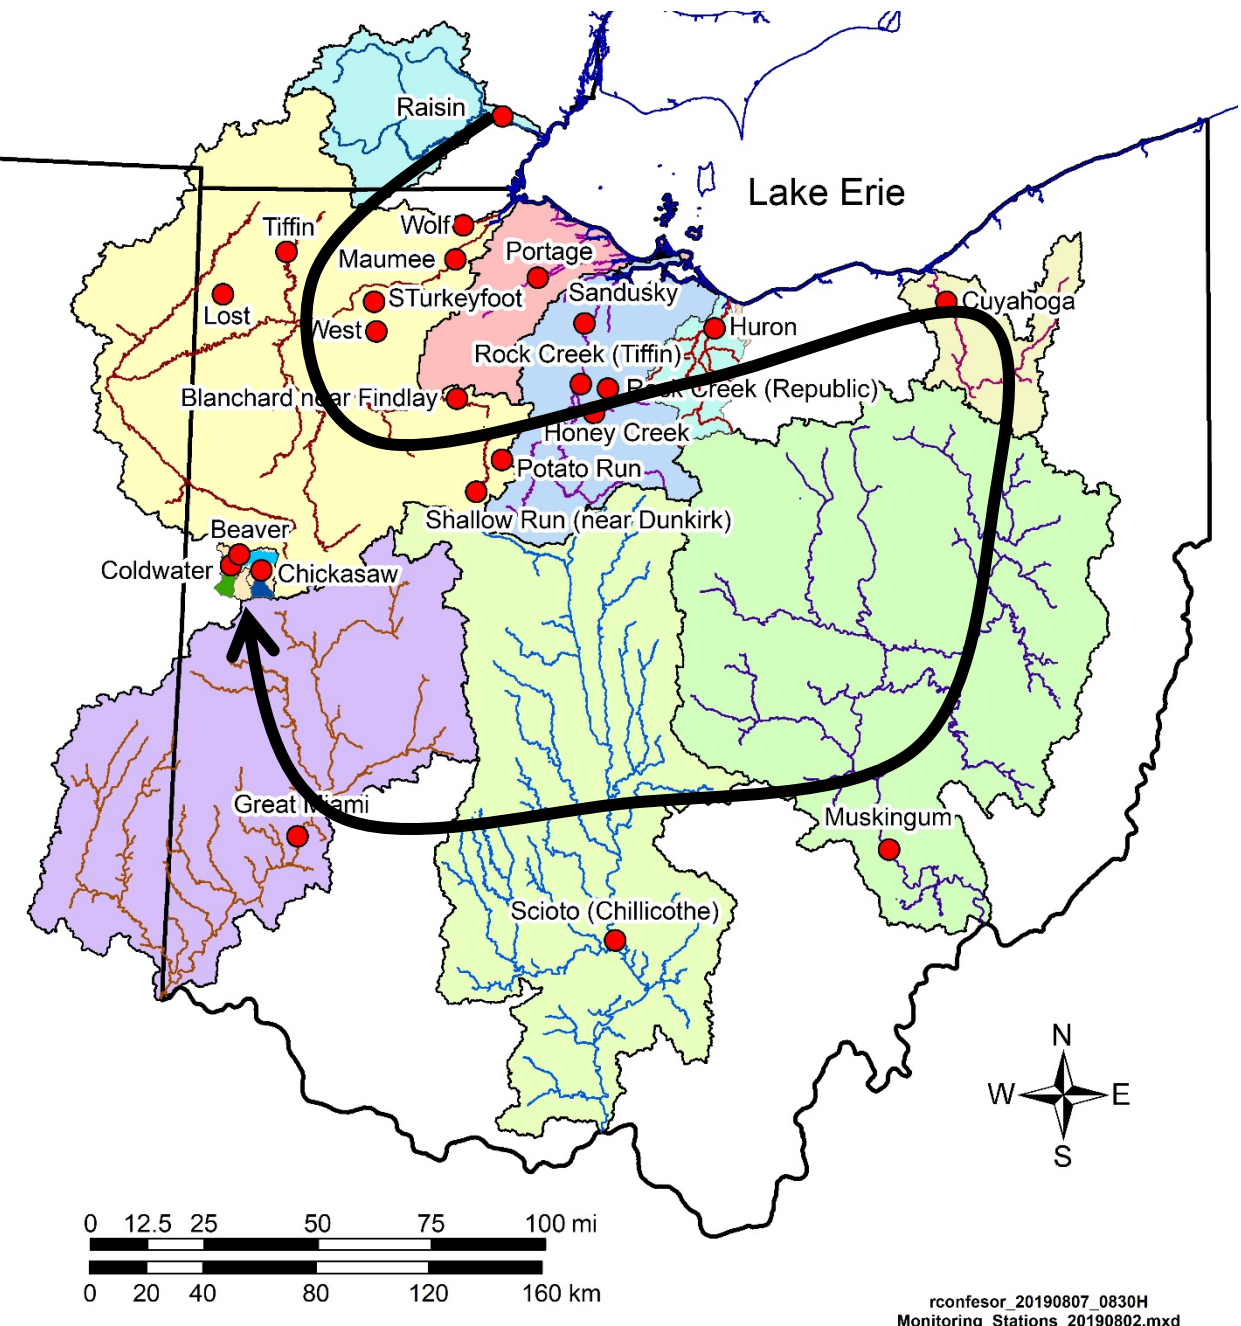 Raisin
Lake Erie
Wolf
Tiffin
Maumee
Portage
STurkeyfoot
Sandusky
Cuyahoga
Lost
West
Huron
Rock Creek (Tiffin)
Rock Creek (Republic)
Blanchard near Findlay
Honey Creek
Potato Run
Shallow Run (near Dunkirk)
Beaver
Coldwater
Chickasaw
Great Miami
Muskingum
Scioto (Chillicothe)
N
W E
S
0 12.5 25 50 75 100 mi
0 20 40 80 120 160 km
rconfesor_20190807_0830H
Monitoring_Stations_20190802.mxd